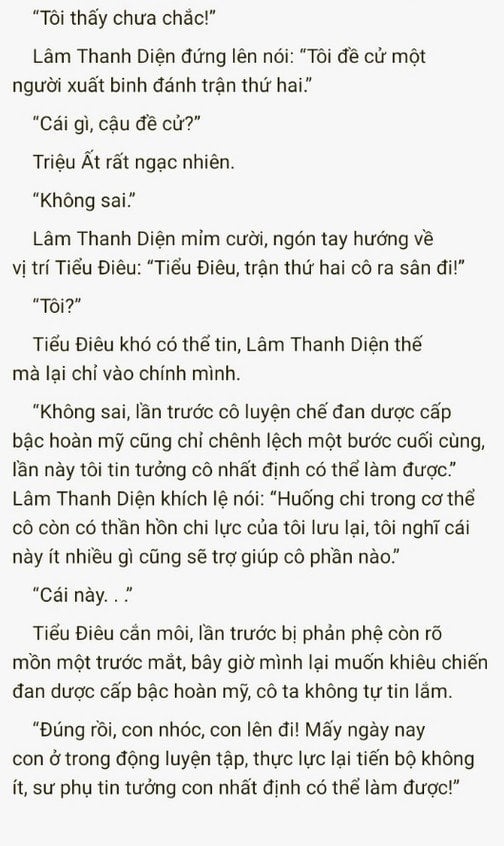 “Tôi thấy chưa chắc!”
Lâm Thanh Diện đứng lên nói: “Tôi đề cử một
người xuất binh đánh trận thứ hai.”
“Cái gì, cậu đề cử?”
Triệu Ất rất ngạc nhiên.
“Không sai.”
Lâm Thanh Diện mỉm cười, ngón tay hướng về
vị trí Tiểu Điêu: “Tiểu Điêu, trận thứ hai cô ra sân đi!”
“Tôi?”
Tiểu Điêu khó có thể tin, Lâm Thanh Diện thế
mà lại chỉ vào chính mình.
“Không sai, lần trước cô luyện chế đan dược cấp
bậc hoàn mỹ cũng chỉ chênh lệch một bước cuối cùng,
lần này tôi tin tưởng cô nhất định có thể làm được.”
Lâm Thanh Diện khích lệ nói: “Huống chi trong cơ thể
cô còn có thần hồn chi lực của tôi lưu lại, tôi nghĩ cái
này ít nhiều gì cũng sẽ trợ giúp cô phần nào.”
“Cái này. . .”
Tiểu Điêu cắn môi, lần trước bị phản phệ còn rõ
mồn một trước mắt, bây giờ mình lại muốn khiêu chiến
đan dược cấp bậc hoàn mỹ, cô ta không tự tin lắm.
“Đúng rồi, con nhóc, con lên đi! Mấy ngày nay
con ở trong động luyện tập, thực lực lại tiến bộ không
ít, sư phụ tin tưởng con nhất định có thể làm được!”